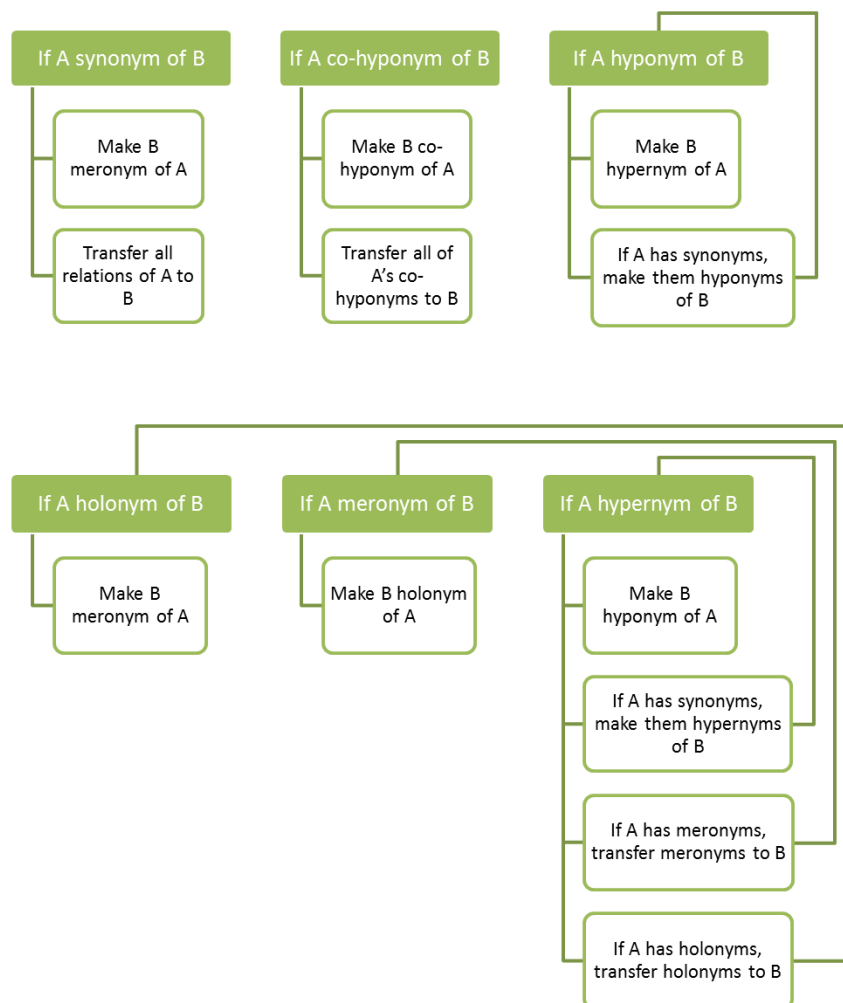 If A synonym of B
Make B
meronym of A
Transfer all
relations of A to
B
If A co-hyponym of B
Make B co-
hyponym of A
Transfer all of
A’s co-
hyponyms to B
If A hyponym of B
Make B
hypernym of A
If A has synonyms,
make them hyponyms
of B
If A holonym of B
Make B
meronym of A
If A meronym of B
Make B holonym
of A
If A hypernym of B
Make B
hyponym of A
If A has synonyms,
make them hypernyms
of B
If A has meronyms,
transfer meronyms to B
If A has holonyms,
transfer holonyms to B